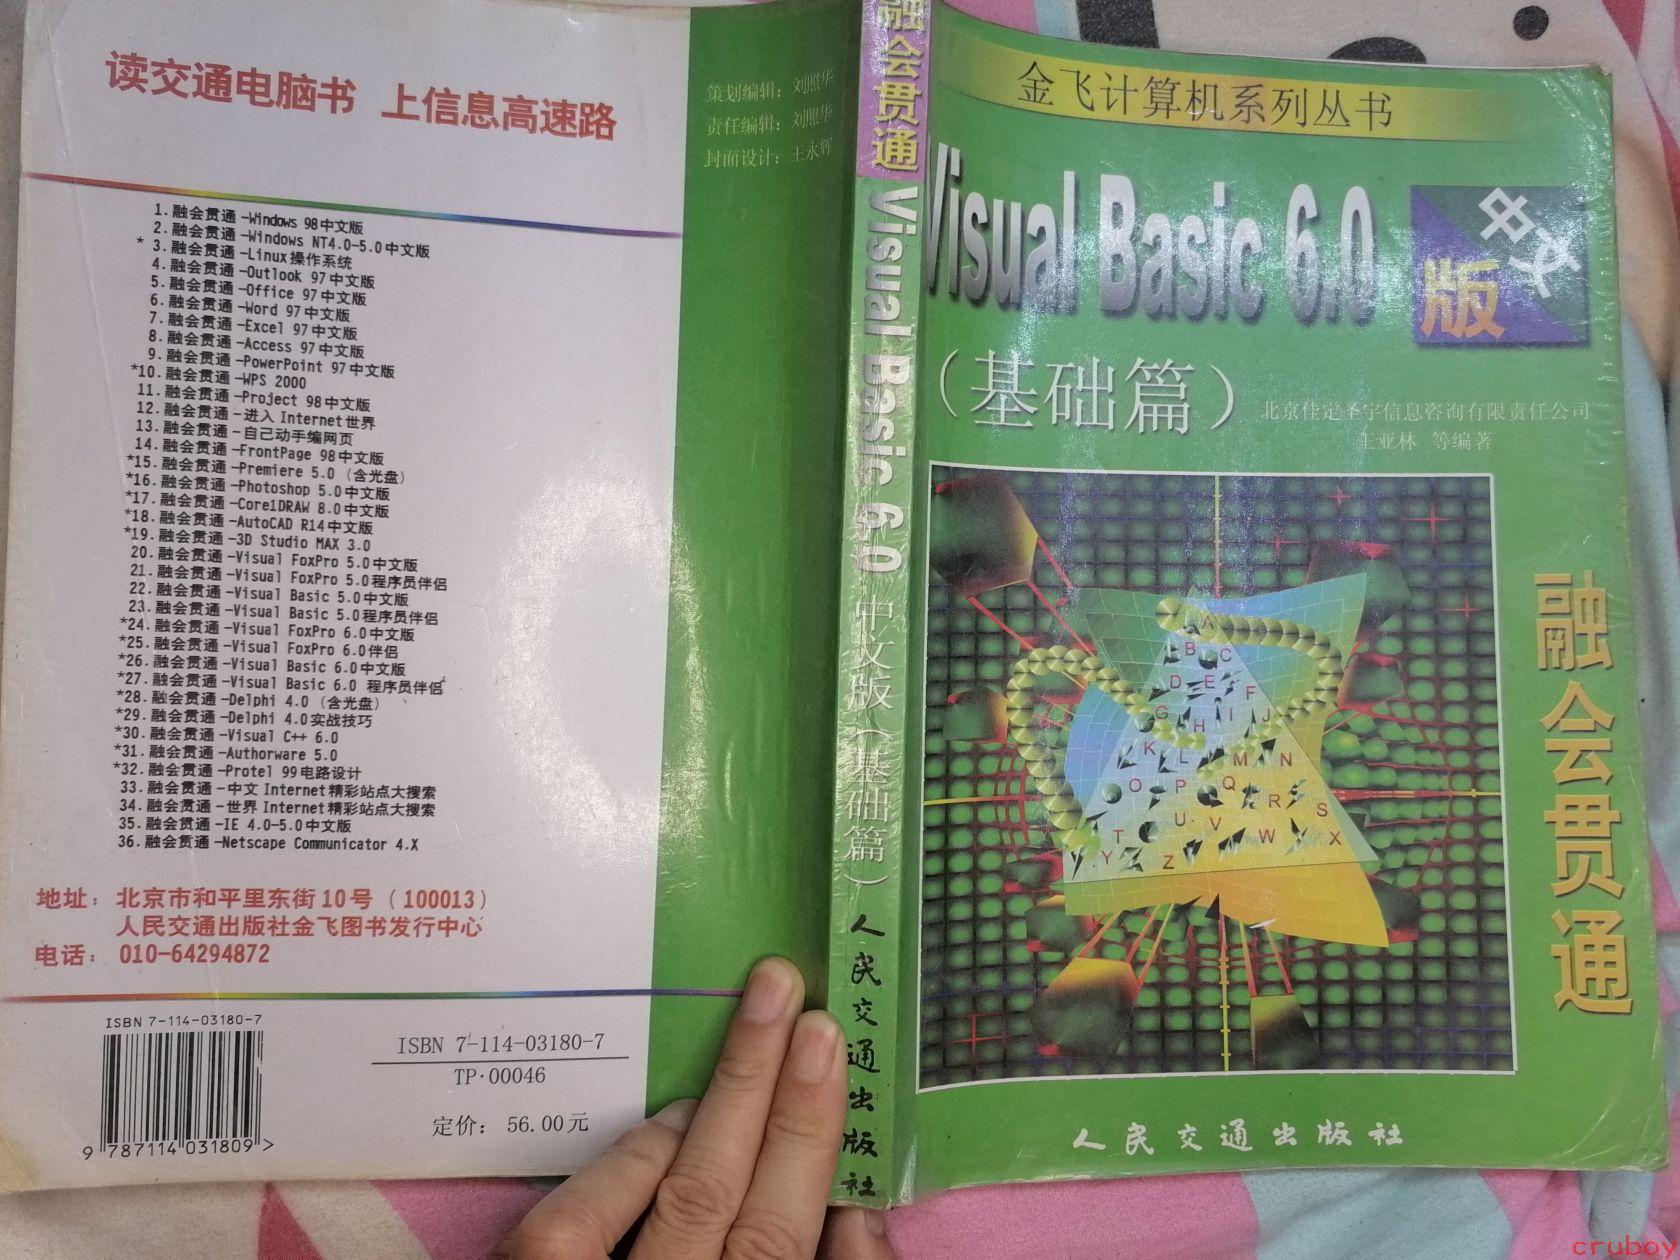 读交通电脑书 上信息高速路
1.融会贯通-Windows 98中文版
2.融会贯通-Windows NT4.0-5.0中文版
* 3.融会贯通-Linux操作系统
4.融会贯通-Outlook 97中文版
5.融会贯通-Office 97中文版
6.融会贯通-Word 97中文版
7.融会贯通-Excel 97中文版
8.融会贯通-Access 97中文版
9.融会贯通-PowerPoint 97中文版
*10.融会贯通-WPS 2000
11.融会贯通-Project 98中文版
12.融会贯通-进入Internet世界
13.融会贯通-自己动手编网页
14.融会贯通-FrontPage 98中文版
*15.融会贯通-Premiere 5.0（含光盘）
*16.融会贯通-Photoshop 5.0中文版
*17.融会贯通-CorelDRAW 8.0中文版
*18.融会贯通-AutoCAD R14中文版
*19.融会贯通-3D Studio MAX 3.0
20.融会贯通-Visual FoxPro 5.0中文版
21.融会贯通-Visual FoxPro 5.0程序员伴侣
22.融会贯通-Visual Basic 5.0中文版
23.融会贯通-Visual Basic 5.0程序员伴侣
*24.融会贯通-Visual FoxPro 6.0中文版
*25.融会贯通-Visual FoxPro 6.0伴侣
*26.融会贯通-Visual Basic 6.0中文版
*27.融会贯通-Visual Basic 6.0 程序员伴侣
*28.融会贯通-Delphi 4.0（含光盘）
*29.融会贯通-Delphi 4.0实战技巧
*30.融会贯通-Visual C++ 6.0
*31.融会贯通-Authorware 5.0
*32.融会贯通-Protel 99电路设计
33.融会贯通-中文Internet精彩站点大搜索
34.融会贯通-世界Internet精彩站点大搜索
35.融会贯通-IE 4.0-5.0中文版
36.融会贯通-Netscape Communicator 4.X
地址：北京市和平里东街10号（100013）
人民交通出版社金飞图书发行中心
电话：010-64294872
ISBN 7-114-03180-7
9 787114 031809 >
ISBN 7-114-03180-7
TP·00046
定价：56.00元
策划编辑：刘照华
责任编辑：刘照华
封面设计：王永辉
融会贯通 Visual Basic 6.0 中文版（基础篇） 人民交通出版社
金飞计算机系列丛书
Visual Basic 6.0
中文
版
（基础篇）
北京佳定圣宇信息咨询有限责任公司
王亚林 等编著
A
B C
D E F
G H I J
K L M N
O P Q R S
T U V W X
Y Z
融会贯通
人民交通出版社
cruboy